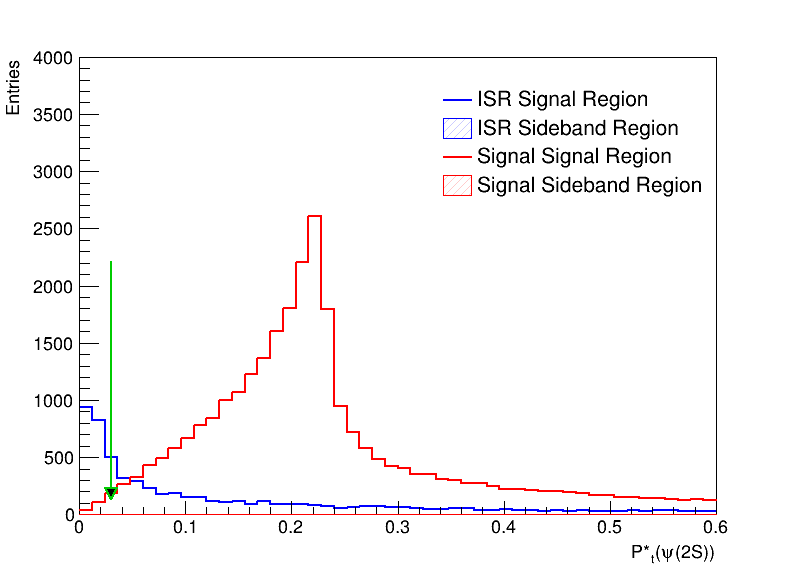 Entries
4000
3500
3000
2500
2000
1500
1000
500
0
ISR Signal Region
ISR Sideband Region
Signal Signal Region
Signal Sideband Region
0 0.1 0.2 0.3 0.4 0.5 0.6
P*t(ψ(2S))